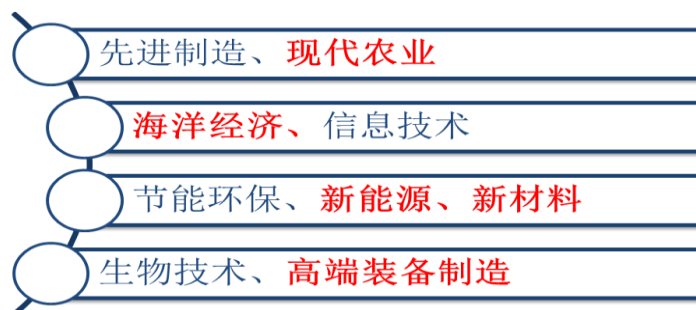 先进制造、现代农业
海洋经济、信息技术
节能环保、新能源、新材料
生物技术、高端装备制造